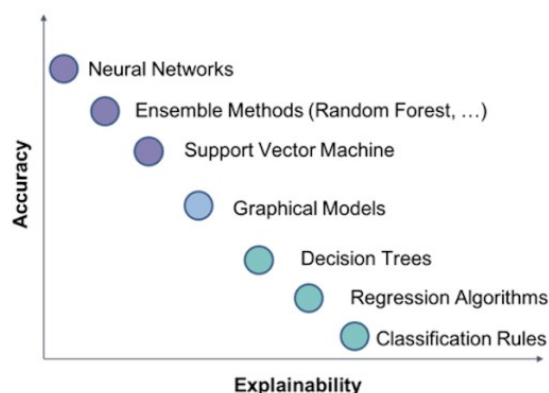 Neural Networks
Ensemble Methods (Random Forest, …)
Support Vector Machine
Graphical Models
Decision Trees
Regression Algorithms
Classification Rules
Accuracy
Explainability